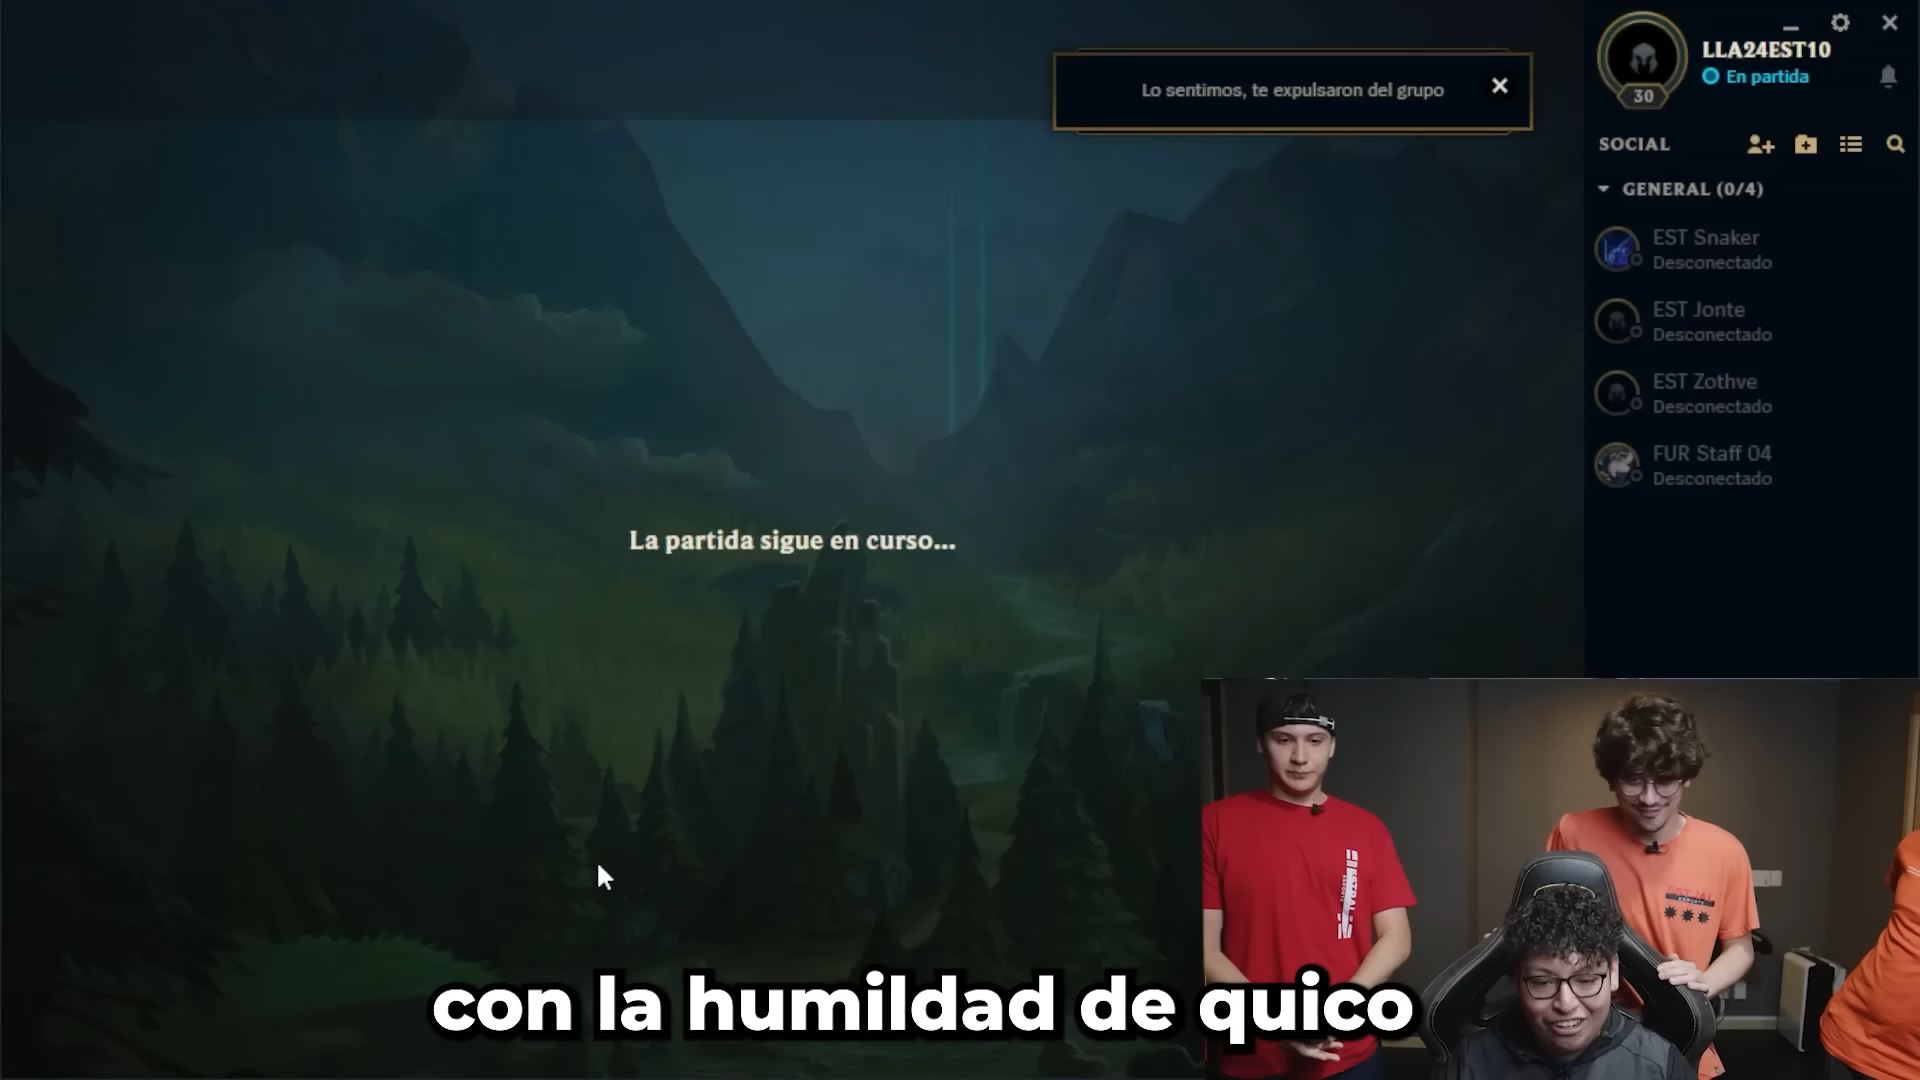 Lo sentimos, te expulsaron del grupo
LLA24EST10
En partida
30
SOCIAL
GENERAL (0/4)
EST Snaker
Desconectado
EST Jonte
Desconectado
EST Zothve
Desconectado
FUR Staff 04
Desconectado
La partida sigue en curso...
con la humildad de quico